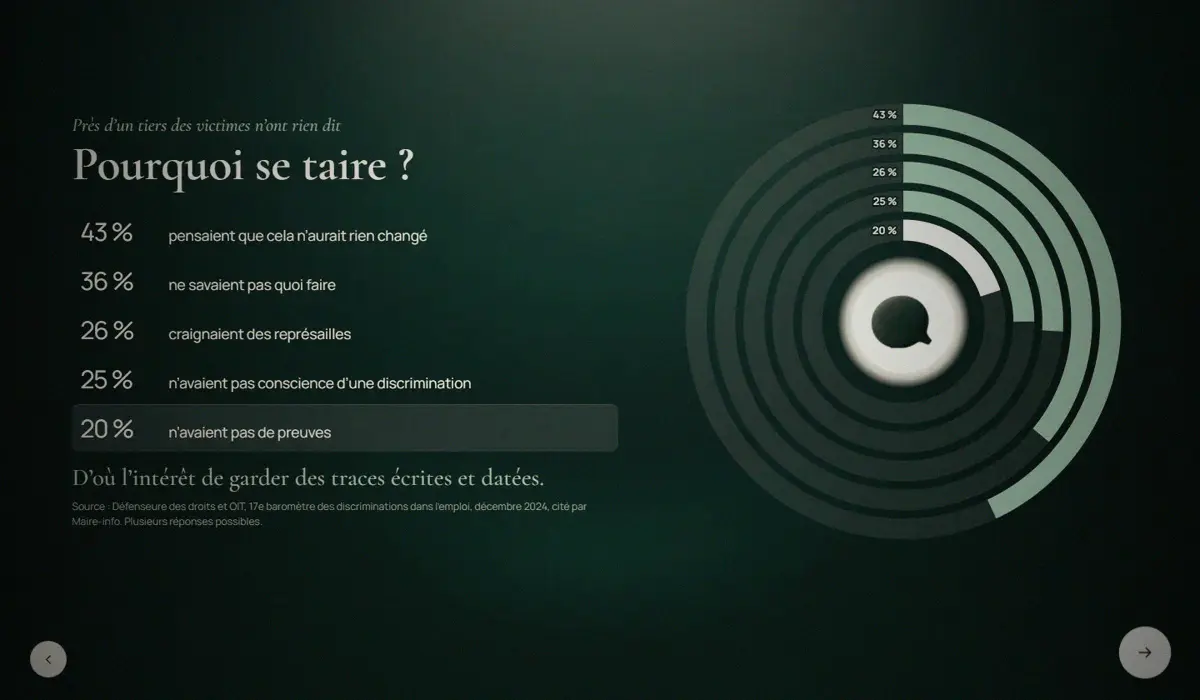 Près d'un tiers des victimes n'ont rien dit
Pourquoi se taire ?
43 % pensaient que cela n'aurait rien changé
36 % ne savaient pas quoi faire
26 % craignaient des représailles
25 % n'avaient pas conscience d'une discrimination
20 % n'avaient pas de preuves
D'où l'intérêt de garder des traces écrites et datées.
Source : Défenseure des droits et OIT, 17e baromètre des discriminations dans l'emploi, décembre 2024, cité par
Maire-info. Plusieurs réponses possibles.
43 %
36 %
26 %
25 %
20 %